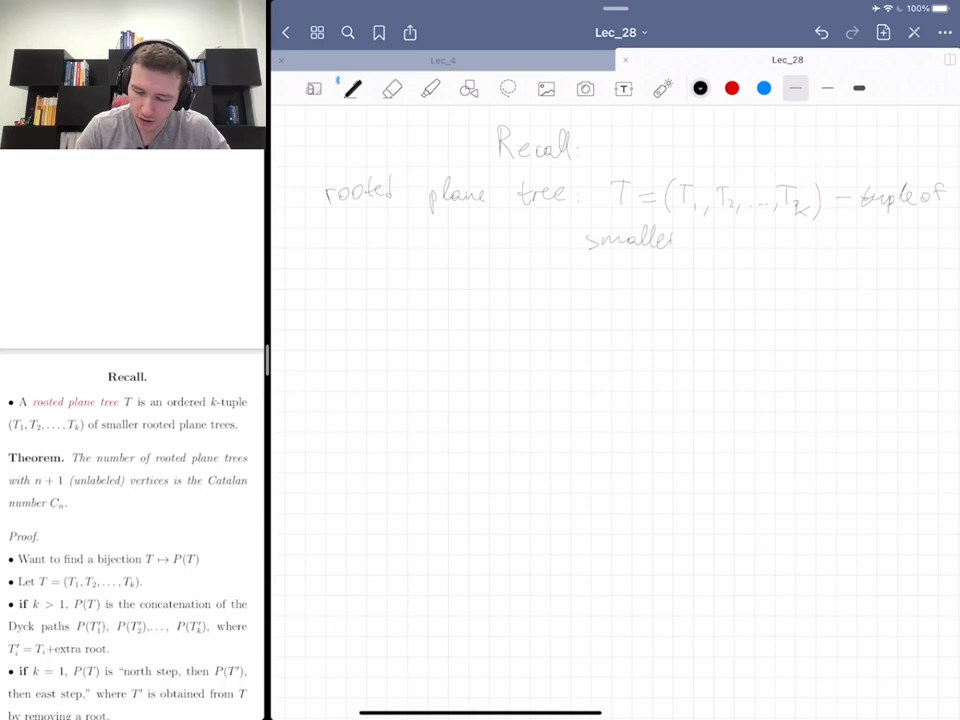 100%
Lec_28
Lec_4
Lec_28
Recall:
rooted plane tree: T = (T₁, T₂, ..., Tₖ) – tuple of
smaller
Recall.
• A rooted plane tree T is an ordered k-tuple
(T₁, T₂, . . . , Tₖ) of smaller rooted plane trees.
Theorem. The number of rooted plane trees
with n + 1 (unlabeled) vertices is the Catalan
number Cₙ.
Proof.
• Want to find a bijection T ↦ P(T)
• Let T = (T₁, T₂, . . . , Tₖ).
• if k > 1, P(T) is the concatenation of the
Dyck paths P(T′₁), P(T′₂),. . . , P(T′ₖ), where
T′ᵢ = Tᵢ+extra root.
• if k = 1, P(T) is “north step, then P(T′),
then east step,” where T′ is obtained from T
by removing a root.